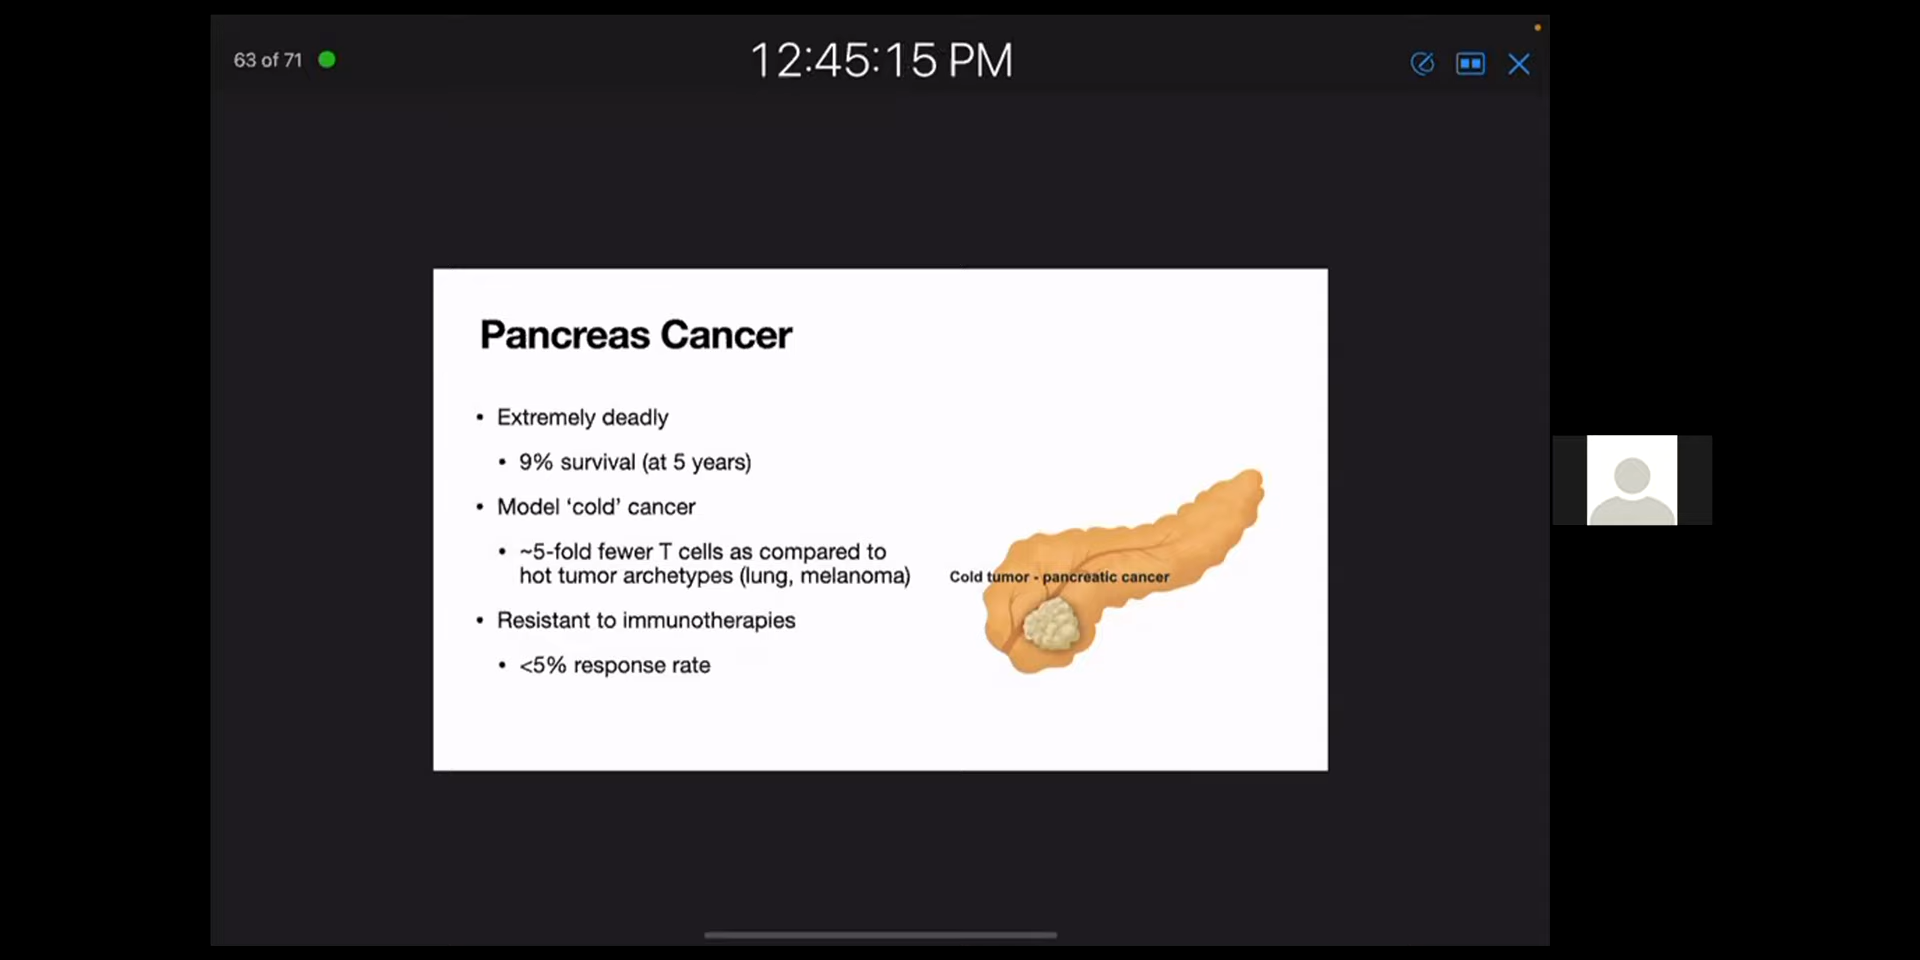 63 of 71
12:45:15 PM
Pancreas Cancer
• Extremely deadly
• 9% survival (at 5 years)
• Model ‘cold’ cancer
• ~5-fold fewer T cells as compared to
hot tumor archetypes (lung, melanoma)
• Resistant to immunotherapies
• <5% response rate
Cold tumor - pancreatic cancer